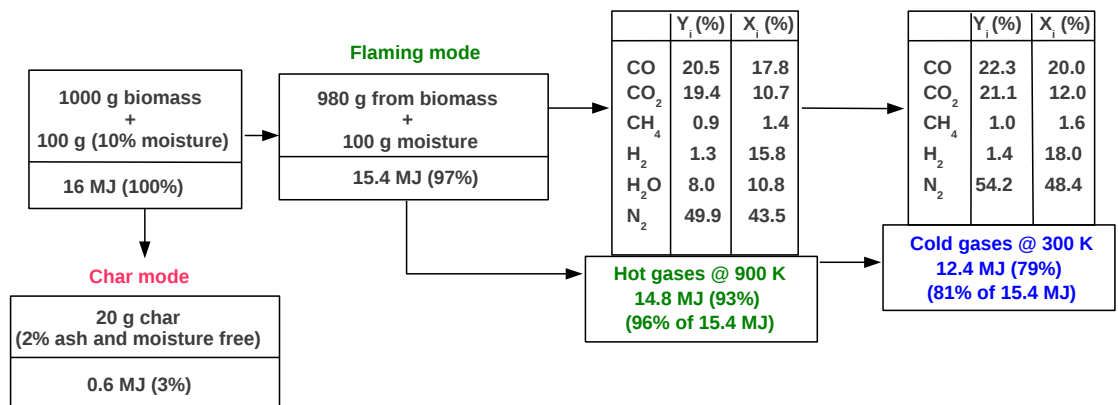 Flaming mode
1000 g biomass
+
100 g (10% moisture)
16 MJ (100%)
980 g from biomass
+
100 g moisture
15.4 MJ (97%)
Char mode
20 g char
(2% ash and moisture free)
0.6 MJ (3%)
Yᵢ (%) Xᵢ (%)
CO 20.5 17.8
CO₂ 19.4 10.7
CH₄ 0.9 1.4
H₂ 1.3 15.8
H₂O 8.0 10.8
N₂ 49.9 43.5
Hot gases @ 900 K
14.8 MJ (93%)
(96% of 15.4 MJ)
Yᵢ (%) Xᵢ (%)
CO 22.3 20.0
CO₂ 21.1 12.0
CH₄ 1.0 1.6
H₂ 1.4 18.0
N₂ 54.2 48.4
Cold gases @ 300 K
12.4 MJ (79%)
(81% of 15.4 MJ)